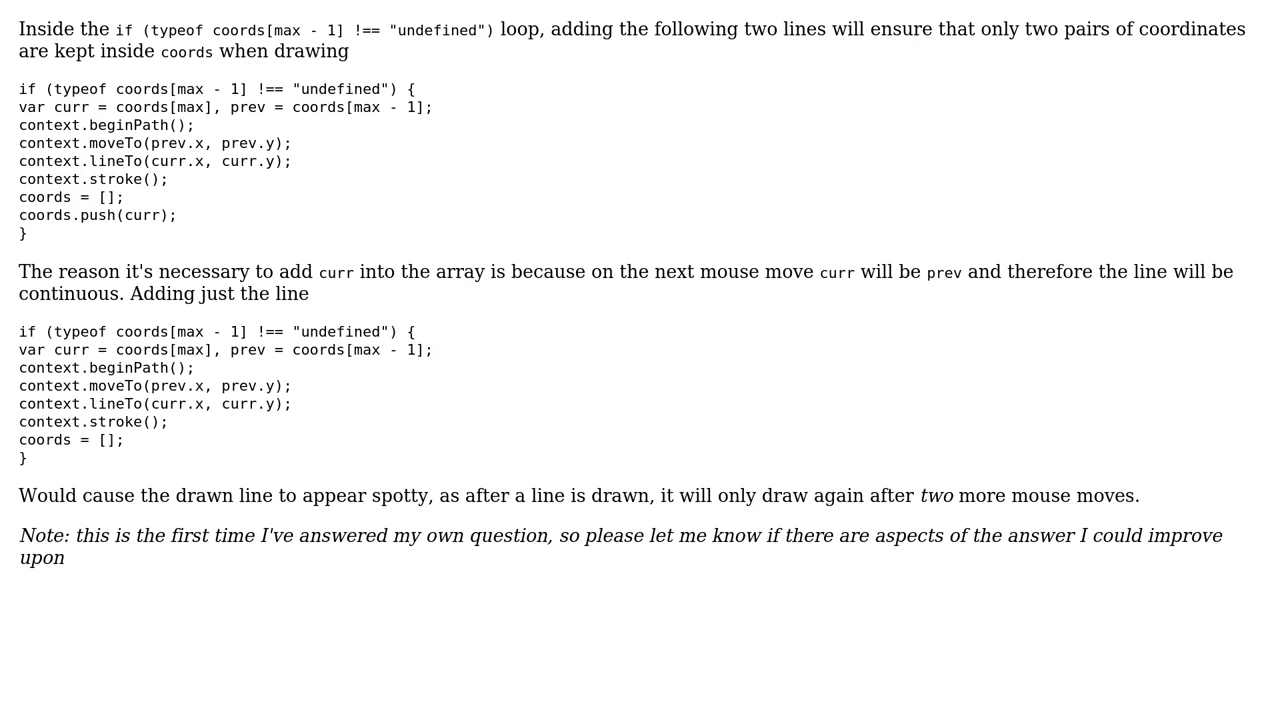 Inside the if (typeof coords[max - 1] !== "undefined") loop, adding the following two lines will ensure that only two pairs of coordinates
are kept inside coords when drawing
if (typeof coords[max - 1] !== "undefined") {
var curr = coords[max], prev = coords[max - 1];
context.beginPath();
context.moveTo(prev.x, prev.y);
context.lineTo(curr.x, curr.y);
context.stroke();
coords = [];
coords.push(curr);
}
The reason it's necessary to add curr into the array is because on the next mouse move curr will be prev and therefore the line will be
continuous. Adding just the line
if (typeof coords[max - 1] !== "undefined") {
var curr = coords[max], prev = coords[max - 1];
context.beginPath();
context.moveTo(prev.x, prev.y);
context.lineTo(curr.x, curr.y);
context.stroke();
coords = [];
}
Would cause the drawn line to appear spotty, as after a line is drawn, it will only draw again after two more mouse moves.
Note: this is the first time I've answered my own question, so please let me know if there are aspects of the answer I could improve
upon